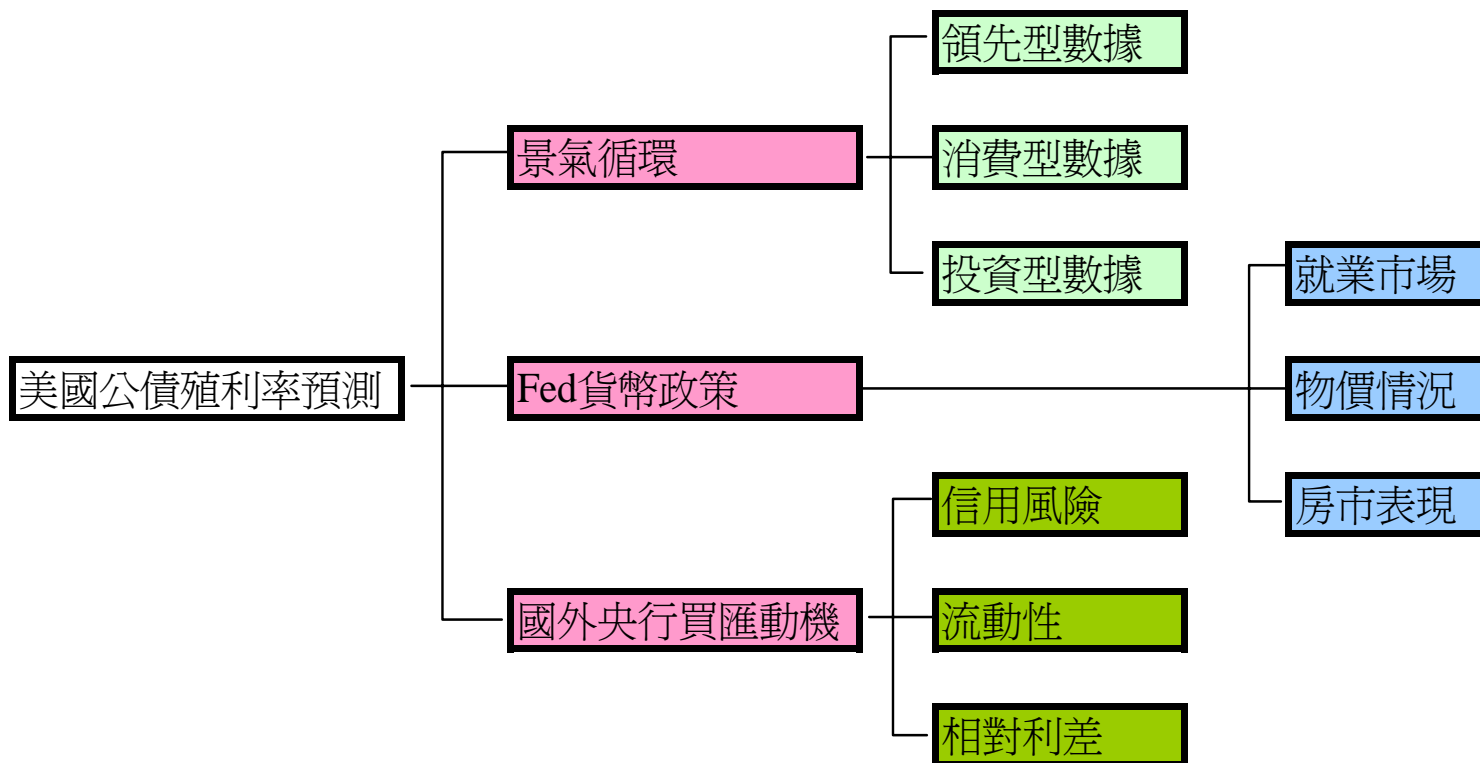 領先型數據
景氣循環
消費型數據
投資型數據
就業市場
美國公債殖利率預測
Fed貨幣政策
物價情況
信用風險
房市表現
國外央行買匯動機
流動性
相對利差